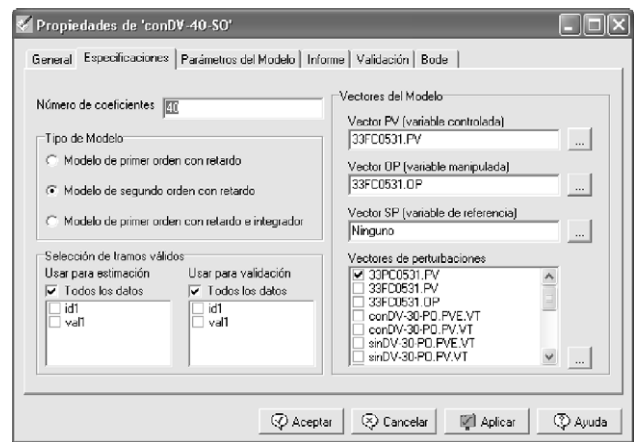 Propiedades de 'conDV-40-SO'
General
Especificaciones
Parámetros del Modelo
Informe
Validación
Bode
Número de coeficientes
40
Tipo de Modelo
Modelo de primer orden con retardo
Modelo de segundo orden con retardo
Modelo de primer orden con retardo e integrador
Selección de tramos válidos
Usar para estimación
Todos los datos
id1
val1
Usar para validación
Todos los datos
id1
val1
Vectores del Modelo
Vector PV (variable controlada)
33FC0531.PV
...
Vector OP (variable manipulada)
33FC0531.OP
...
Vector SP (variable de referencia)
Ninguno
...
Vectores de perturbaciones
33PC0531.PV
33FC0531.PV
33FC0531.OP
conDV-30-PO.PVE.VT
conDV-30-PO.PV.VT
sinDV-30-PO.PVE.VT
sinDV-30-PO.PV.VT
...
Aceptar
Cancelar
Aplicar
Ayuda